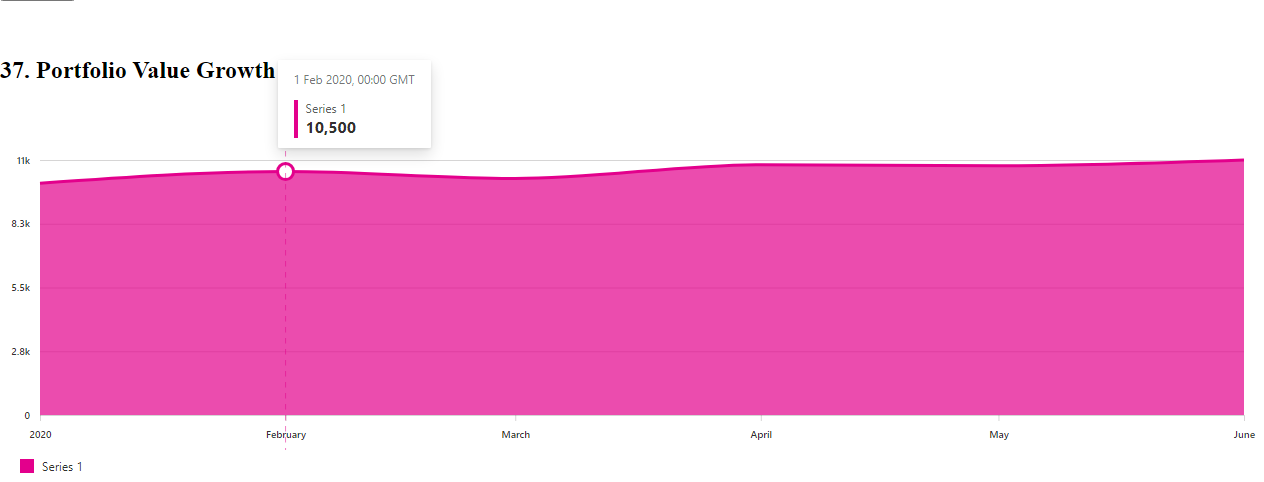 37. Portfolio Value Growth
1 Feb 2020, 00:00 GMT
Series 1
10,500
11k
8.3k
5.5k
2.8k
0
2020 February March April May June
Series 1